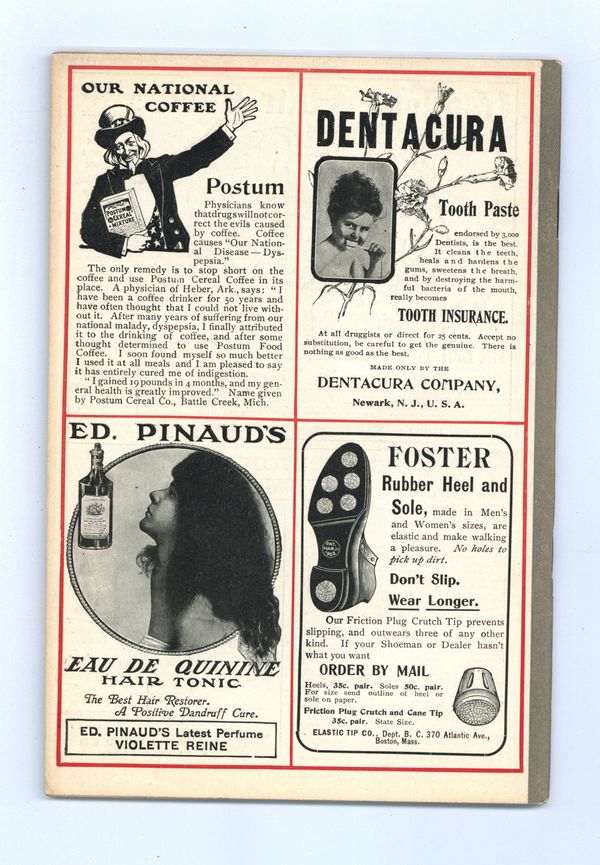 OUR NATIONAL
COFFEE
POSTUM
CEREAL
MIXTURE
Postum
Physicians know
that drugs will not cor-
rect the evils caused
by coffee. Coffee
causes "Our Nation-
al Disease — Dys-
pepsia."
The only remedy is to stop short on the
coffee and use Postum Cereal Coffee in its
place. A physician of Heber, Ark., says: "I
have been a coffee drinker for 50 years and
have often thought that I could not live with-
out it. After many years of suffering from our
national malady, dyspepsia, I finally attributed
it to the drinking of coffee, and after some
thought determined to use Postum Food
Coffee. I soon found myself so much better
I used it at all meals and I am pleased to say
it has entirely cured me of indigestion.
"I gained 19 pounds in 4 months, and my gen-
eral health is greatly improved." Name given
by Postum Cereal Co., Battle Creek, Mich.
DENTACURA
Tooth Paste
endorsed by 3,000
Dentists, is the best.
It cleans the teeth,
heals and hardens the
gums, sweetens the breath,
and by destroying the harm-
ful bacteria of the mouth,
really becomes
TOOTH INSURANCE.
At all druggists or direct for 25 cents. Accept no
substitution, be careful to get the genuine. There is
nothing as good as the best.
MADE ONLY BY THE
DENTACURA COMPANY,
Newark, N. J., U. S. A.
ED. PINAUD'S
EAU DE QUININE
HAIR TONIC
The Best Hair Restorer.
A Positive Dandruff Cure.
ED. PINAUD'S Latest Perfume
VIOLETTE REINE
FOSTER
Rubber Heel and
Sole, made in Men's
and Women's sizes, are
elastic and make walking
a pleasure. No holes to
pick up dirt.
Don't Slip.
Wear Longer.
Our Friction Plug Crutch Tip prevents
slipping, and outwears three of any other
kind. If your Shoeman or Dealer hasn't
what you want
ORDER BY MAIL
Heels, 35c. pair. Soles 50c. pair.
For size send outline of heel or
sole on paper.
Friction Plug Crutch and Cane Tip
35c. pair. State Size.
ELASTIC TIP CO., Dept. B. C. 370 Atlantic Ave.,
Boston, Mass.